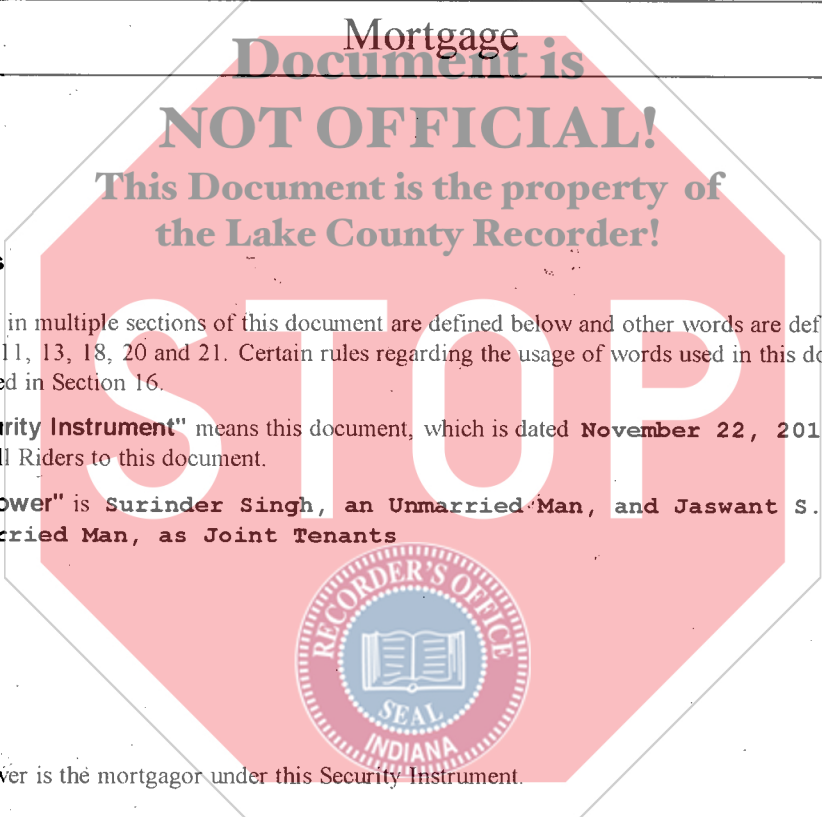 Mortgage
Document is
NOT OFFICIAL!
This Document is the property of
the Lake County Recorder!
s
in multiple sections of this document are defined below and other words are def
11, 13, 18, 20 and 21. Certain rules regarding the usage of words used in this do
ed in Section 16.
STOP
rity Instrument" means this document, which is dated November 22, 201
ll Riders to this document.
ower" is Surinder Singh, an Unmarried Man, and Jaswant S.
rried Man, as Joint Tenants
RECORDER'S OFFICE
SEAL
INDIANA
ver is the mortgagor under this Security Instrument.